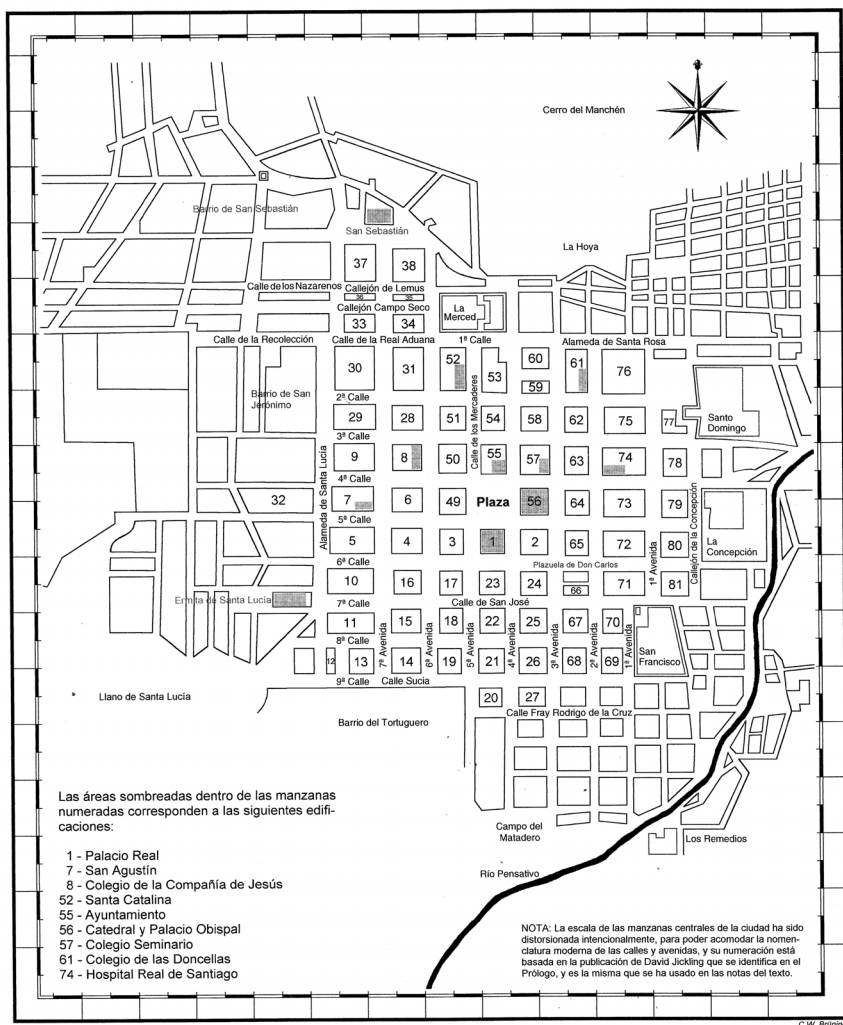 Cerro del Manchén
Barrio de San Sebastián
San Sebastián
La Hoya
37
38
Calle de los Nazarenos
Callejón de Lemus
36
35
Callejón Campo Seco
La
Merced
33
34
Calle de la Recolección
Calle de la Real Aduana
1ª Calle
Alameda de Santa Rosa
30
31
52
53
60
59
61
76
Barrio de San
Jerónimo
2ª Calle
Calle de los Mercaderes
29
28
51
54
58
62
75
77
Santo
Domingo
3ª Calle
9
8
50
55
57
63
74
78
Alameda de Santa Lucía
4ª Calle
32
7
6
49
Plaza
56
64
73
79
Callejón de la Concepción
5ª Calle
5
4
3
1
2
65
72
1ª Avenida
80
La
Concepción
6ª Calle
Plazuela de Don Carlos
10
16
17
23
24
66
71
81
Ermita de Santa Lucía
7ª Calle
Calle de San José
11
15
18
22
25
67
70
8ª Calle
7ª Avenida
6ª Avenida
5ª Avenida
4ª Avenida
3ª Avenida
2ª Avenida
1ª Avenida
San
Francisco
12
13
14
19
21
26
68
69
9ª Calle
Calle Sucia
Llano de Santa Lucía
20
27
Calle Fray Rodrigo de la Cruz
Barrio del Tortuguero
Las áreas sombreadas dentro de las manzanas
numeradas corresponden a las siguientes edifi-
caciones:
1 - Palacio Real
7 - San Agustín
8 - Colegio de la Compañía de Jesús
52 - Santa Catalina
55 - Ayuntamiento
56 - Catedral y Palacio Obispal
57 - Colegio Seminario
61 - Colegio de las Doncellas
74 - Hospital Real de Santiago
Campo del
Matadero
Los Remedios
Río Pensativo
NOTA: La escala de las manzanas centrales de la ciudad ha sido
distorsionada intencionalmente, para poder acomodar la nomen-
clatura moderna de las calles y avenidas, y su numeración está
basada en la publicación de David Jickling que se identifica en el
Prólogo, y es la misma que se ha usado en las notas del texto.